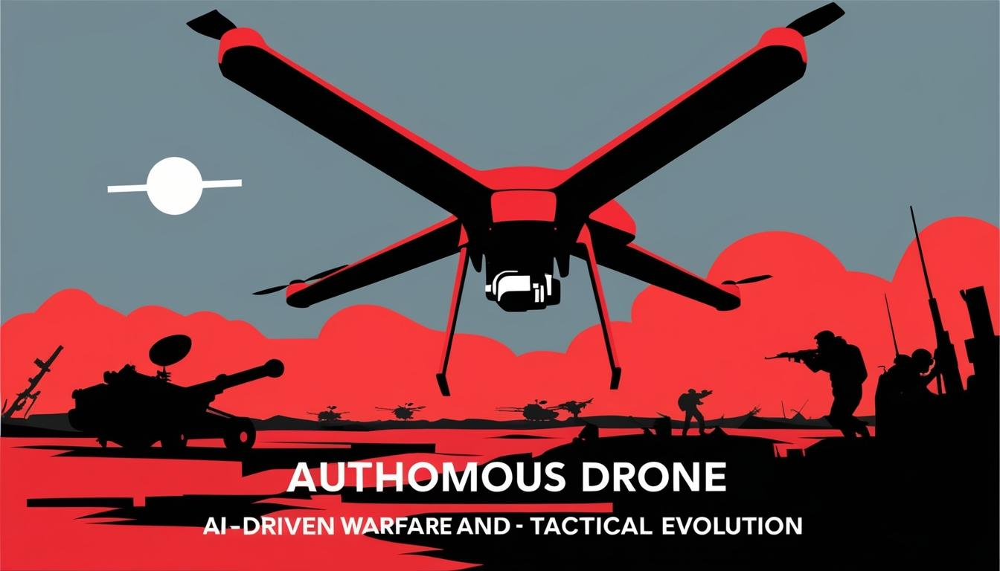 AUTHOMOUS DRONE
AI-DRIVEN WARFARE AND - TACTICAL EVOLUTION